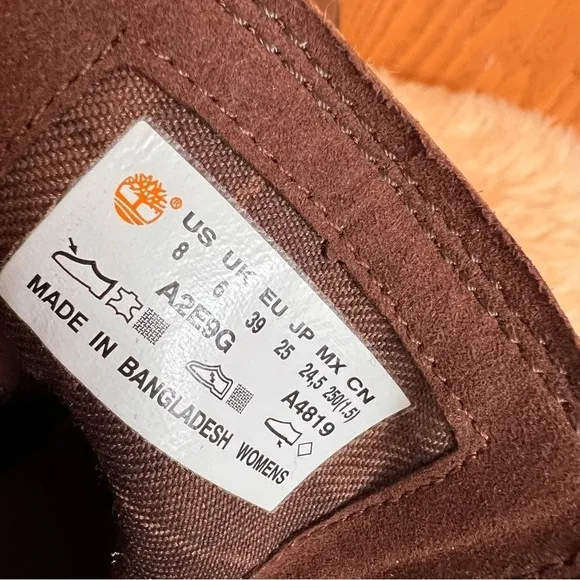 ®
US UK EU JP MX CN
8 6 39 25 24,5 250(1.5)
A2E9G A4819
MADE IN BANGLADESH WOMENS